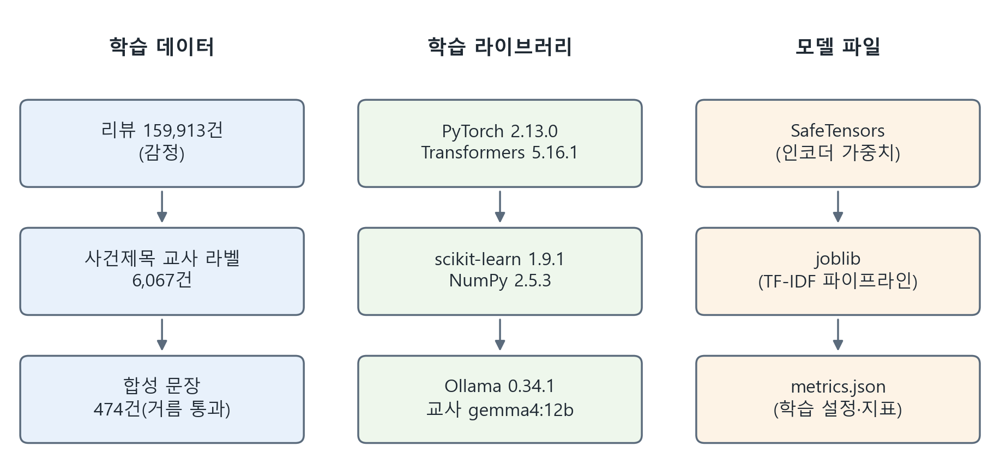 학습 데이터
리뷰 159,913건
(감정)
사건제목 교사 라벨
6,067건
합성 문장
474건(거름 통과)
학습 라이브러리
PyTorch 2.13.0
Transformers 5.16.1
scikit-learn 1.9.1
NumPy 2.5.3
Ollama 0.34.1
교사 gemma4:12b
모델 파일
SafeTensors
(인코더 가중치)
joblib
(TF-IDF 파이프라인)
metrics.json
(학습 설정·지표)